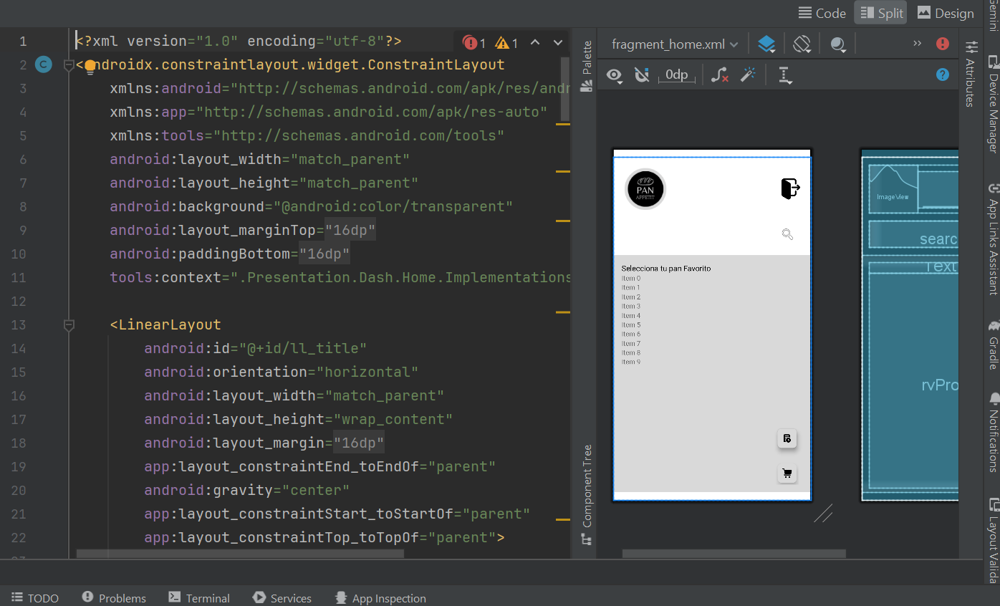 Code Split Design
1 <?xml version="1.0" encoding="utf-8"?>
1 1
2 C androidx.constraintlayout.widget.ConstraintLayout
3 xmlns:android="http://schemas.android.com/apk/res/andr
4 xmlns:app="http://schemas.android.com/apk/res-auto"
5 xmlns:tools="http://schemas.android.com/tools"
6 android:layout_width="match_parent"
7 android:layout_height="match_parent"
8 android:background="@android:color/transparent"
9 android:layout_marginTop="16dp"
10 android:paddingBottom="16dp"
11 tools:context=".Presentation.Dash.Home.Implementations
12
13 <LinearLayout
14 android:id="@+id/ll_title"
15 android:orientation="horizontal"
16 android:layout_width="match_parent"
17 android:layout_height="wrap_content"
18 android:layout_margin="16dp"
19 app:layout_constraintEnd_toEndOf="parent"
20 android:gravity="center"
21 app:layout_constraintStart_toStartOf="parent"
22 app:layout_constraintTop_toTopOf="parent">
Palette
Component Tree
fragment_home.xml
0dp
PAN
APPETIT
Selecciona tu pan Favorito
Item 0
Item 1
Item 2
Item 3
Item 4
Item 5
Item 6
Item 7
Item 8
Item 9
ImageView
searc
Text
rvPro
Attributes
Gemini
Device Manager
App Links Assistant
Gradle
Notifications
Layout Valida
TODO Problems Terminal Services App Inspection